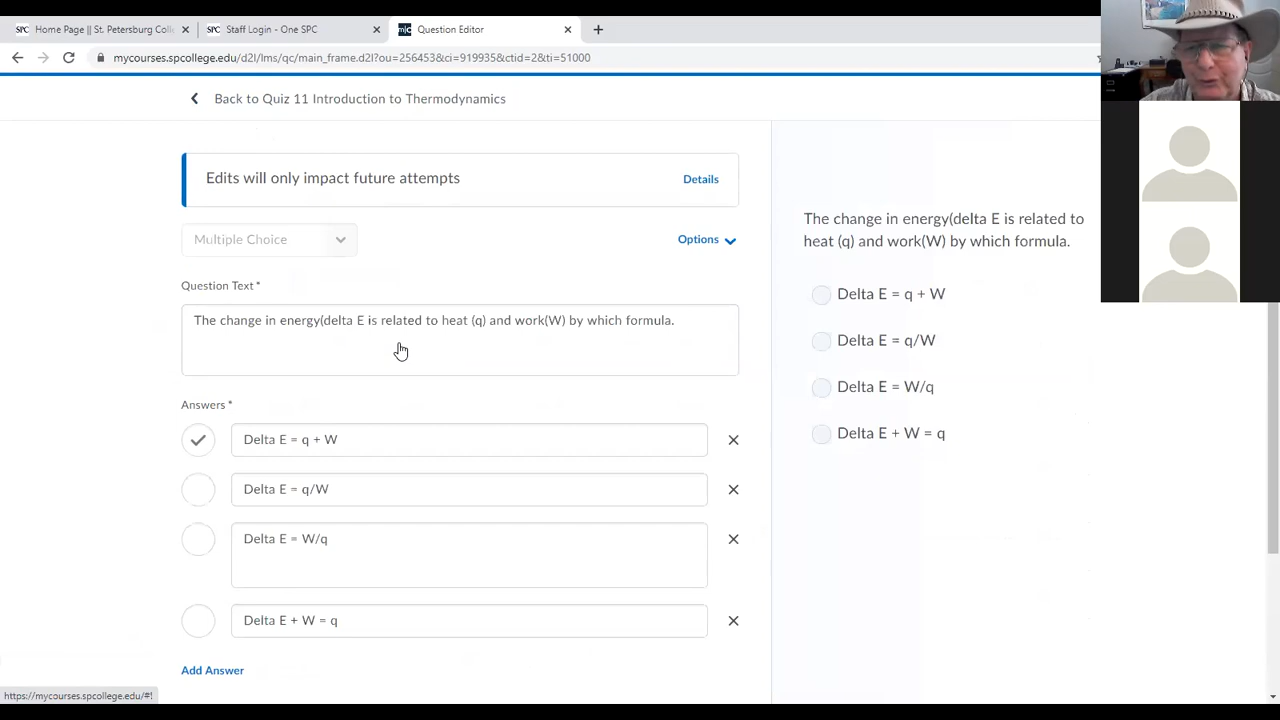 Home Page || St. Petersburg Coll
Staff Login - One SPC
Question Editor
mycourses.spcollege.edu/d2l/lms/qc/main_frame.d2l?ou=256453&ci=919935&ctid=2&ti=51000
Back to Quiz 11 Introduction to Thermodynamics
Edits will only impact future attempts
Details
Multiple Choice
Options
Question Text *
The change in energy(delta E is related to heat (q) and work(W) by which formula.
Answers *
Delta E = q + W
Delta E = q/W
Delta E = W/q
Delta E + W = q
Add Answer
The change in energy(delta E is related to
heat (q) and work(W) by which formula.
Delta E = q + W
Delta E = q/W
Delta E = W/q
Delta E + W = q
https://mycourses.spcollege.edu/#!